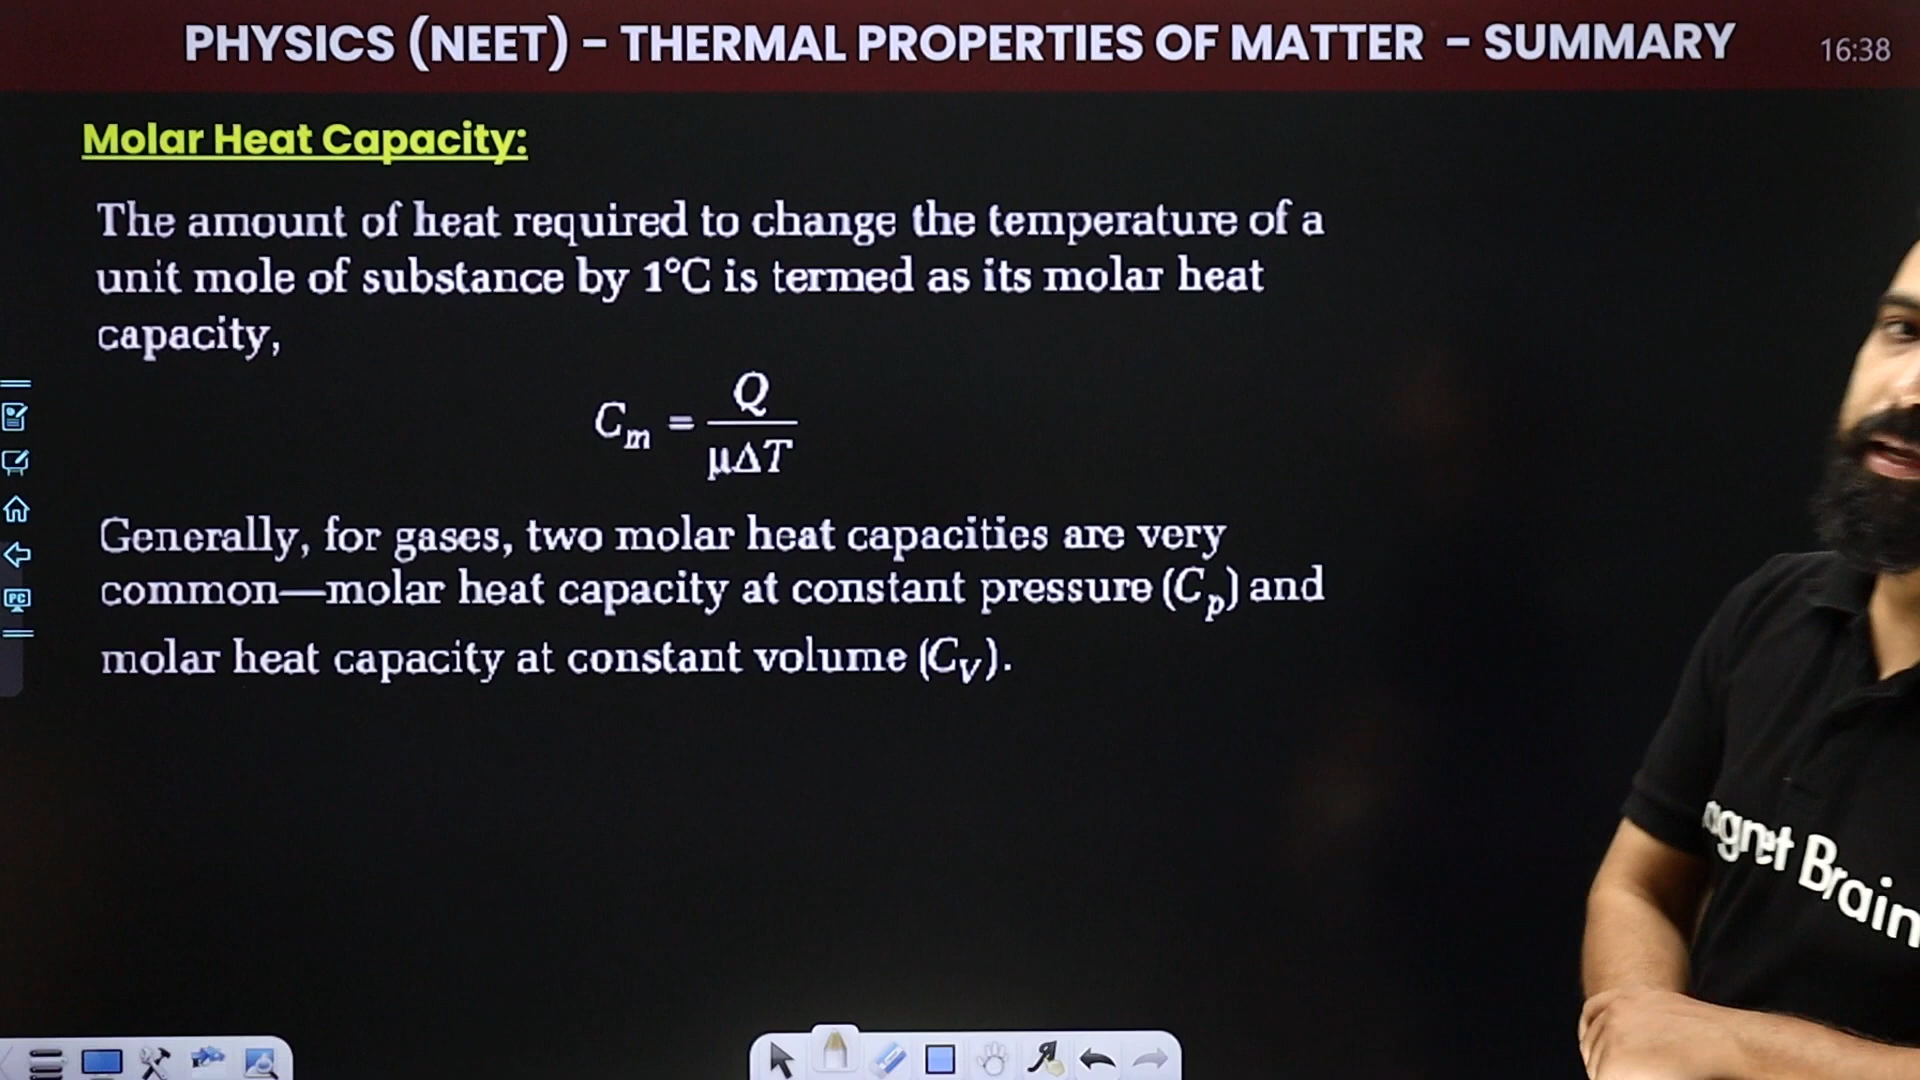 PHYSICS (NEET) – THERMAL PROPERTIES OF MATTER – SUMMARY
16:38
Molar Heat Capacity:
The amount of heat required to change the temperature of a
unit mole of substance by 1°C is termed as its molar heat
capacity,
C_m = Q / μΔT
Generally, for gases, two molar heat capacities are very
common—molar heat capacity at constant pressure (C_p) and
molar heat capacity at constant volume (C_V).
PC
agnet Brain